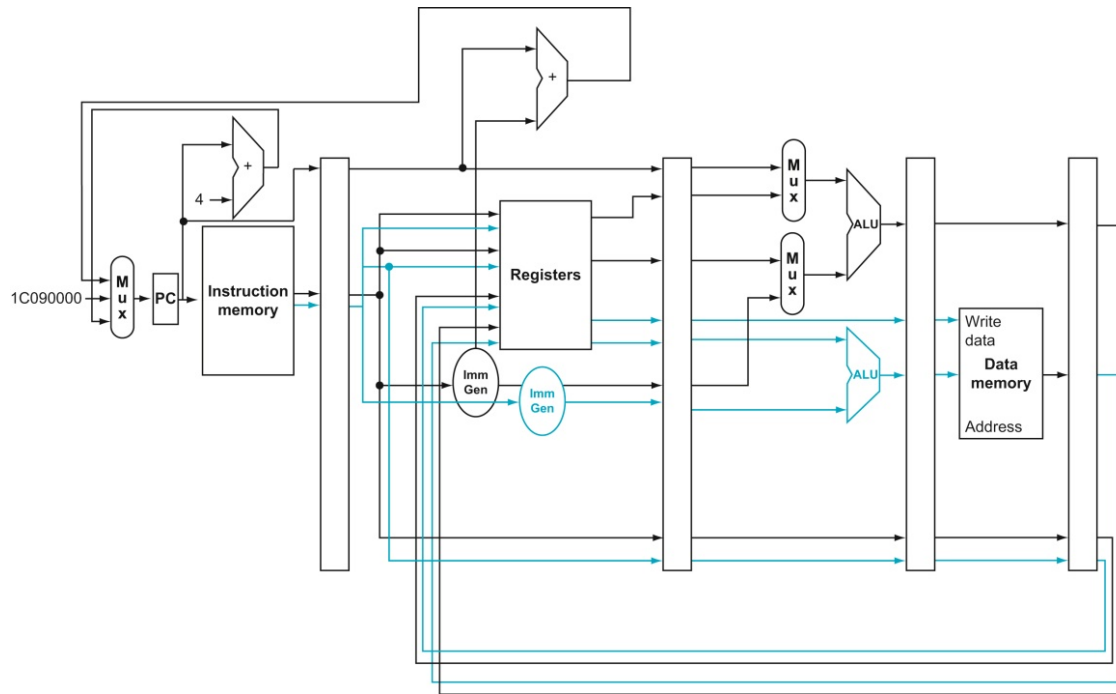 +
+
4
M
u
x
M
u
x
ALU
1C090000
M
u
x
PC
Instruction
memory
Registers
M
u
x
Write
data
Data
memory
Address
ALU
Imm
Gen
Imm
Gen